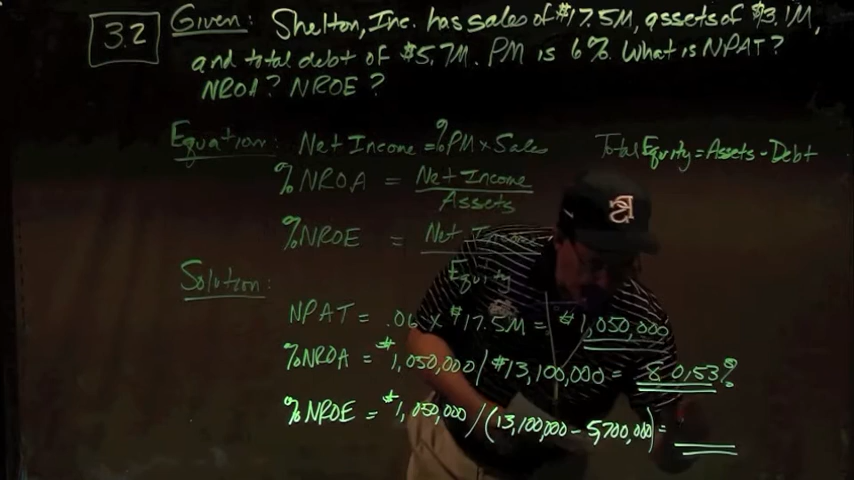 3.2 Given: Shelton, Inc. has sales of $17.5M, assets of $13.1M,
and total debt of $5.7M. PM is 6%. What is NPAT?
NROA? NROE?
Equation: Net Income = %PM x Sales
Total Equity = Assets - Debt
%NROA = Net Income
Assets
%NROE = Net Income
Equity
Solution:
NPAT = .06 x $17.5M = $1,050,000
%NROA = $1,050,000 / $13,100,000 = 8.0153%
%NROE = $1,050,000 / (13,100,000 - 5,700,000) =